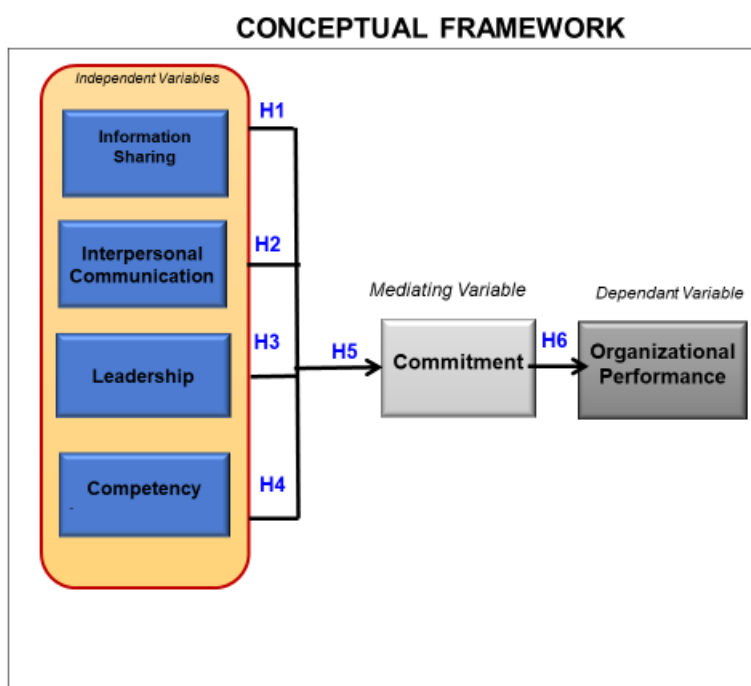 CONCEPTUAL FRAMEWORK
Independent Variables
H1
Information
Sharing
H2
Interpersonal
Communication
Mediating Variable
Dependant Variable
H3
H5
H6
Leadership
Commitment
Organizational
Performance
H4
Competency
-